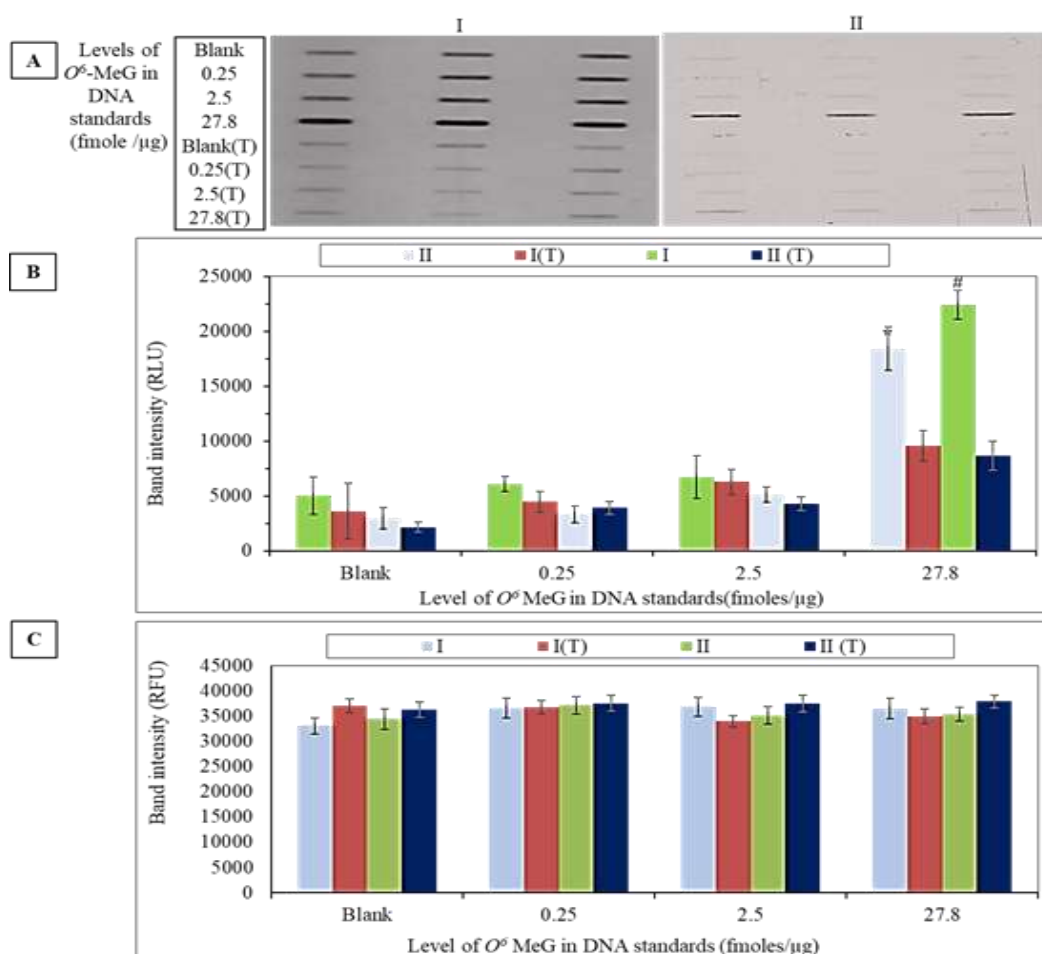 I
II
A
Levels of
O⁶-MeG in
DNA
standards
(fmole /µg)
Blank
0.25
2.5
27.8
Blank(T)
0.25(T)
2.5(T)
27.8(T)
B
II I(T) I II (T)
Band intensity (RLU)
25000
20000
15000
10000
5000
0
* #
Blank 0.25 2.5 27.8
Level of O⁶ MeG in DNA standards(fmoles/µg)
C
I I(T) II II (T)
Band intensity (RFU)
45000
40000
35000
30000
25000
20000
15000
10000
5000
0
Blank 0.25 2.5 27.8
Level of O⁶ MeG in DNA standards (fmoles/µg)